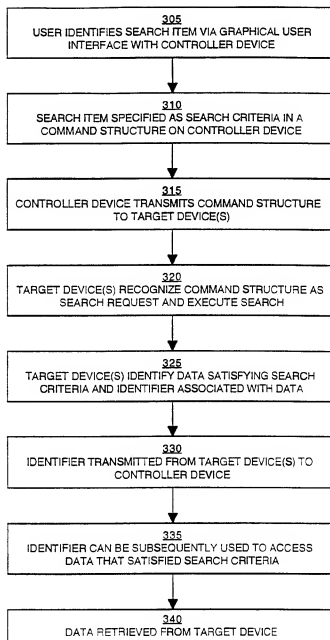 305
USER IDENTIFIES SEARCH ITEM VIA GRAPHICAL USER
INTERFACE WITH CONTROLLER DEVICE
310
SEARCH ITEM SPECIFIED AS SEARCH CRITERIA IN A
COMMAND STRUCTURE ON CONTROLLER DEVICE
315
CONTROLLER DEVICE TRANSMITS COMMAND STRUCTURE
TO TARGET DEVICE(S)
320
TARGET DEVICE(S) RECOGNIZE COMMAND STRUCTURE AS
SEARCH REQUEST AND EXECUTE SEARCH
325
TARGET DEVICE(S) IDENTIFY DATA SATISFYING SEARCH
CRITERIA AND IDENTIFIER ASSOCIATED WITH DATA
330
IDENTIFIER TRANSMITTED FROM TARGET DEVICE(S) TO
CONTROLLER DEVICE
335
IDENTIFIER CAN BE SUBSEQUENTLY USED TO ACCESS
DATA THAT SATISFIED SEARCH CRITERIA
340
DATA RETRIEVED FROM TARGET DEVICE